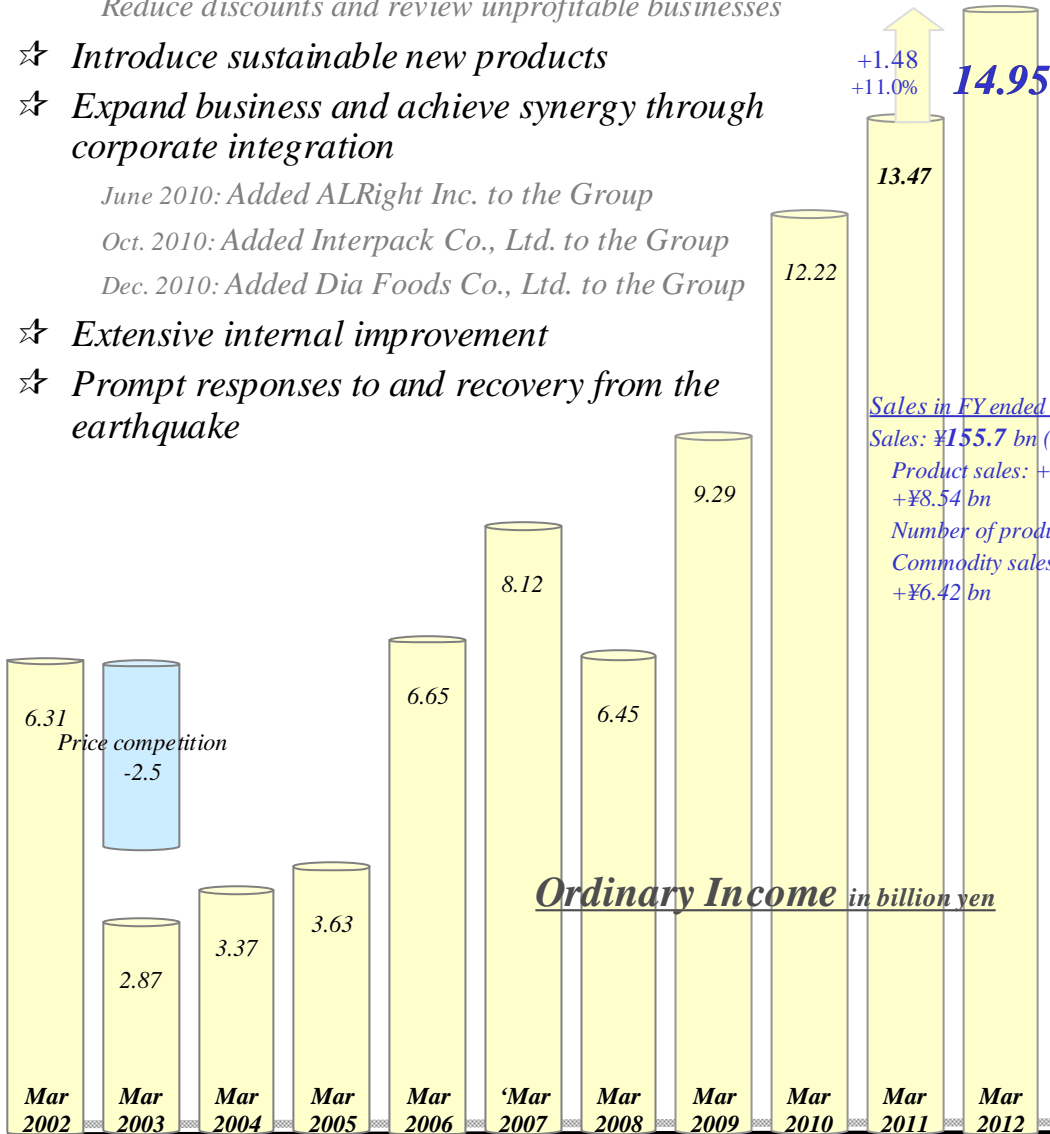 Reduce discounts and review unprofitable businesses
☆ Introduce sustainable new products
☆ Expand business and achieve synergy through
corporate integration
June 2010: Added ALRight Inc. to the Group
Oct. 2010: Added Interpack Co., Ltd. to the Group
Dec. 2010: Added Dia Foods Co., Ltd. to the Group
☆ Extensive internal improvement
☆ Prompt responses to and recovery from the
earthquake
+1.48
+11.0%
14.95
13.47
12.22
Sales in FY ended
Sales: ¥155.7 bn (
Product sales: +
+¥8.54 bn
Number of produ
Commodity sales
+¥6.42 bn
9.29
8.12
6.45
6.65
6.31
Price competition
-2.5
3.63
3.37
2.87
Ordinary Income in billion yen
Mar
2002
Mar
2003
Mar
2004
Mar
2005
Mar
2006
‘Mar
2007
Mar
2008
Mar
2009
Mar
2010
Mar
2011
Mar
2012